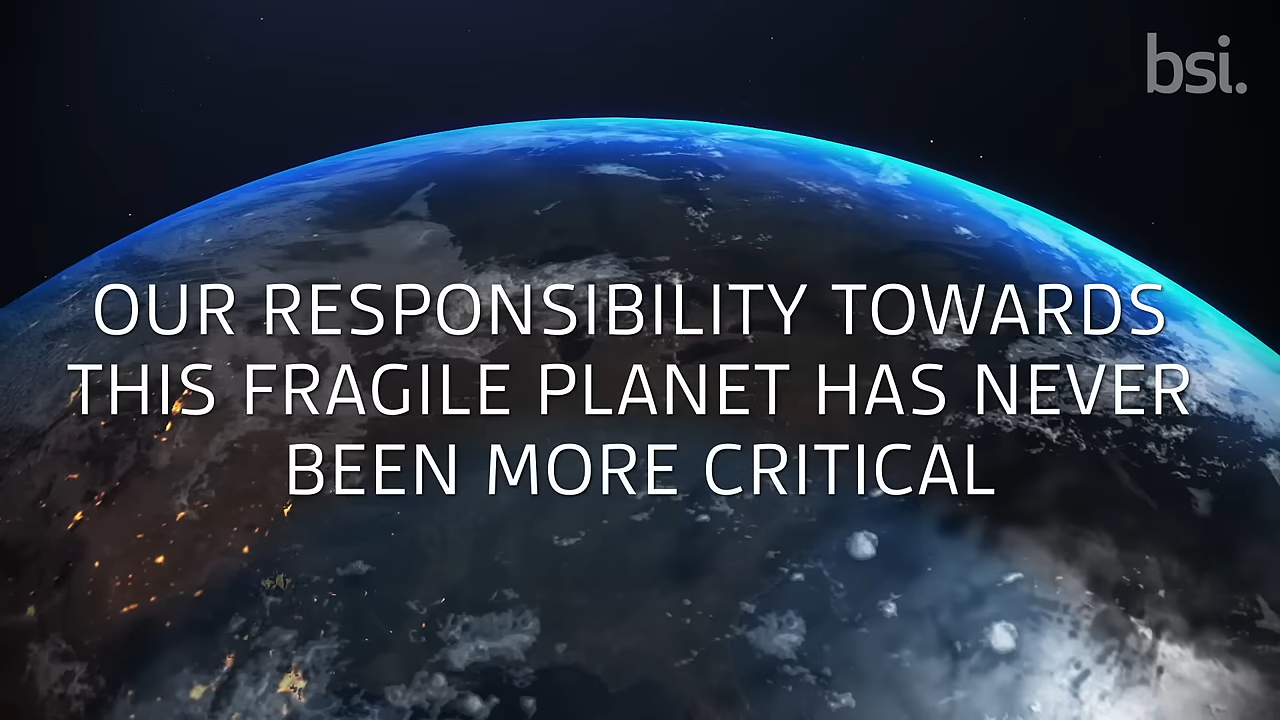 bsi.
OUR RESPONSIBILITY TOWARDS
THIS FRAGILE PLANET HAS NEVER
BEEN MORE CRITICAL